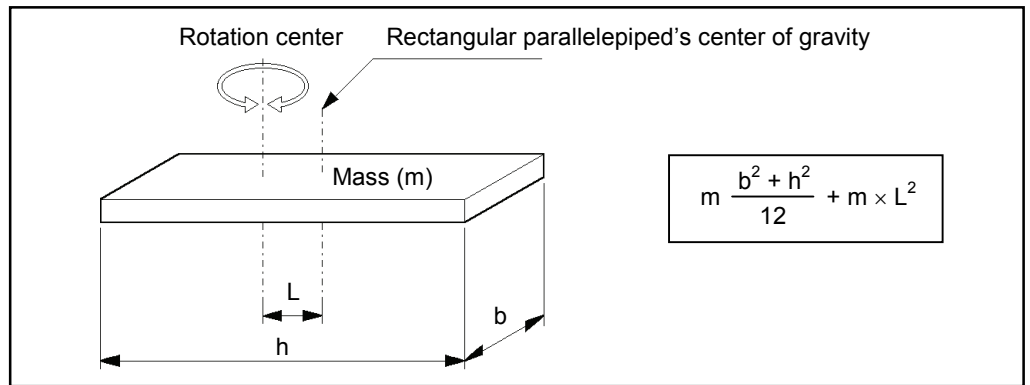 Rotation center
Rectangular parallelepiped's center of gravity
Mass (m)
m (b² + h²)/12 + m × L²
L
b
h